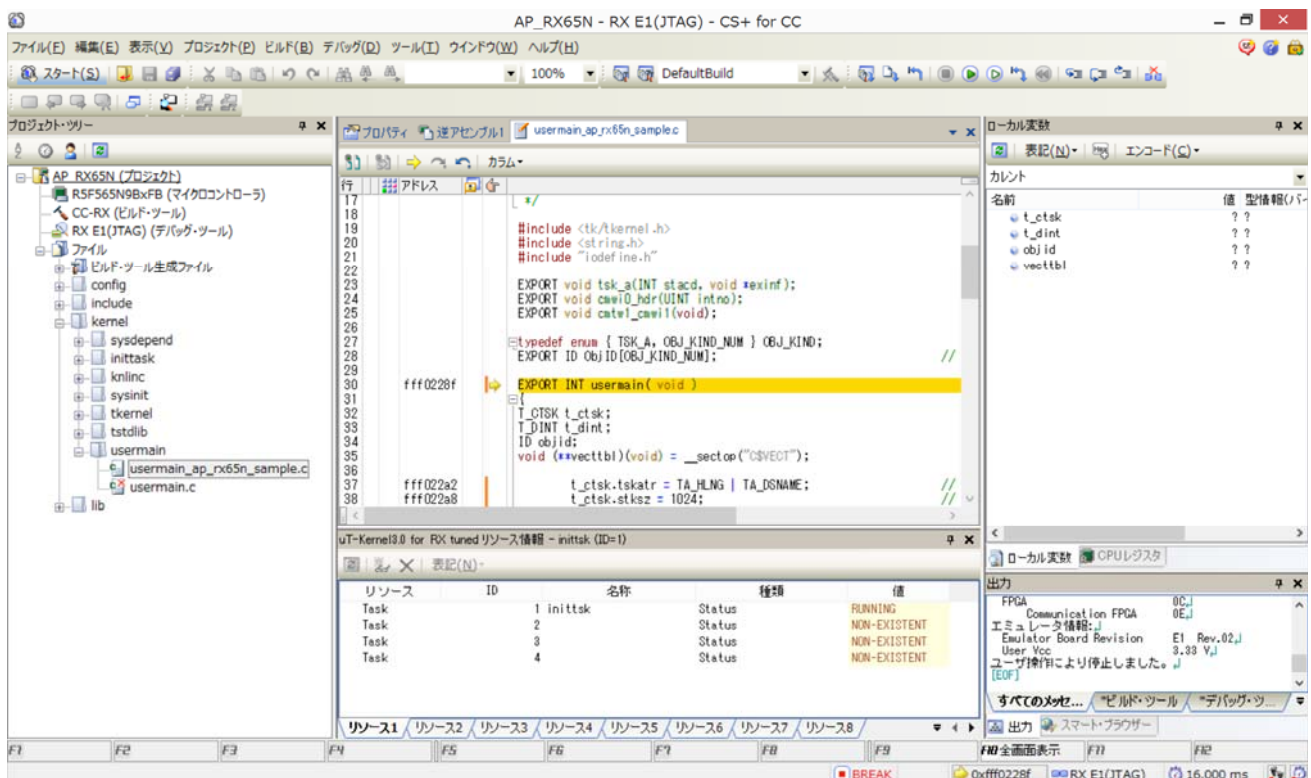 AP_RX65N - RX E1(JTAG) - CS+ for CC
ファイル(F) 編集(E) 表示(V) プロジェクト(P) ビルド(B) デバッグ(D) ツール(T) ウインドウ(W) ヘルプ(H)
スタート(S) 100% DefaultBuild
プロジェクト・ツリー
AP_RX65N (プロジェクト)
R5F565N9BxFB (マイクロコントローラ)
CC-RX (ビルド・ツール)
RX E1(JTAG) (デバッグ・ツール)
ファイル
ビルド・ツール生成ファイル
config
include
kernel
sysdepend
inittask
knlinc
sysinit
tkernel
tstdlib
usermain
usermain_ap_rx65n_sample.c
usermain.c
lib
プロパティ 逆アセンブル1 usermain_ap_rx65n_sample.c
カラム
行 アドレス
17 */
18
19 #include <tk/tkernel.h>
20 #include <string.h>
21 #include "iodefine.h"
22
23 EXPORT void tsk_a(INT stacd, void *exinf);
24 EXPORT void cmwi0_hdr(UINT intno);
25 EXPORT void cmtw1_cmwi1(void);
26
27 typedef enum { TSK_A, OBJ_KIND_NUM } OBJ_KIND;
28 EXPORT ID ObjID[OBJ_KIND_NUM]; //
29
30 fff0228f EXPORT INT usermain( void )
31 {
32 T_CTSK t_ctsk;
33 T_DINT t_dint;
34 ID objid;
35 void (**vecttbl)(void) = __sectop("C$VECT");
36
37 fff022a2 t_ctsk.tskatr = TA_HLNG | TA_DSNAME; //
38 fff022a8 t_ctsk.stksz = 1024; //
uT-Kernel3.0 for RX tuned リソース情報 - inittsk (ID=1)
表記(N)
リソース ID 名称 種類 値
Task 1 inittsk Status RUNNING
Task 2 Status NON-EXISTENT
Task 3 Status NON-EXISTENT
Task 4 Status NON-EXISTENT
リソース1 リソース2 リソース3 リソース4 リソース5 リソース6 リソース7 リソース8
ローカル変数
表記(N) エンコード(C)
カレント
名前 値 型情報(バイ
t_ctsk ? ?
t_dint ? ?
objid ? ?
vecttbl ? ?
ローカル変数 CPUレジスタ
出力
FPGA 0C
Communication FPGA 0E
エミュレータ情報:
Emulator Board Revision E1 Rev.02
User Vcc 3.33 V
ユーザ操作により停止しました。
[EOF]
すべてのメッセ... *ビルド・ツール *デバッグ・ツ...
出力 スマート・ブラウザー
F1 F2 F3 F4 F5 F6 F7 F8 F9 F10 全画面表示 F11 F12
BREAK 0xfff0228f RX E1(JTAG) 16.000 ms